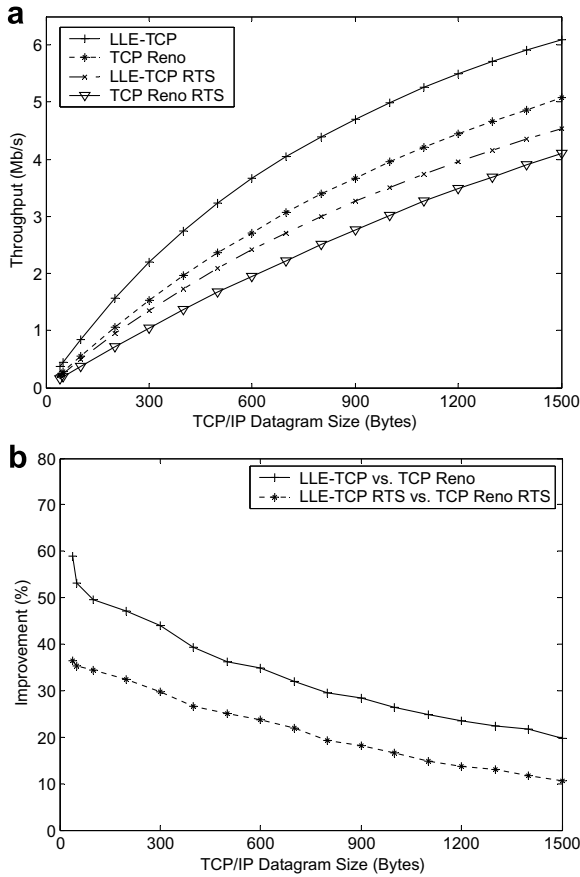 a
6
5
4
3
2
1
0
Throughput (Mb/s)
LLE-TCP
TCP Reno
LLE-TCP RTS
TCP Reno RTS
300
600
900
1200
1500
TCP/IP Datagram Size (Bytes)
b
80
70
60
50
40
30
20
10
0
Improvement (%)
LLE-TCP vs. TCP Reno
LLE-TCP RTS vs. TCP Reno RTS
0
300
600
900
1200
1500
TCP/IP Datagram Size (Bytes)